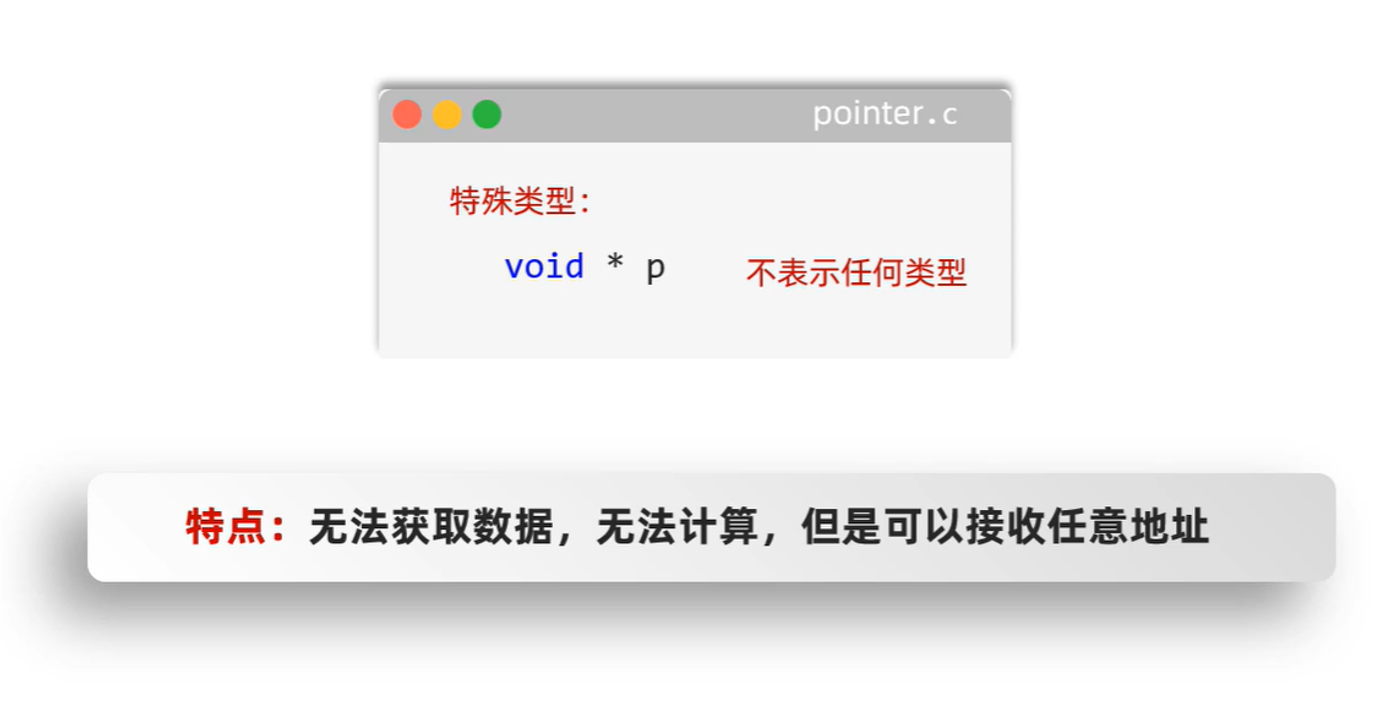 pointer.c
特殊类型：
void * p 不表示任何类型
特点：无法获取数据，无法计算，但是可以接收任意地址